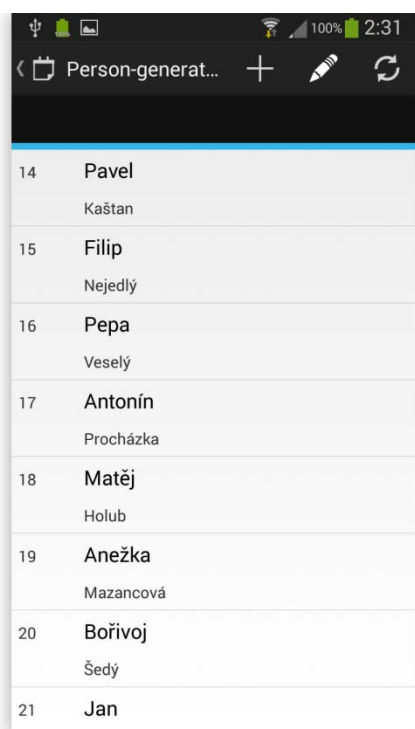 100% 2:31
Person-generat...
14 Pavel
Kaštan
15 Filip
Nejedlý
16 Pepa
Veselý
17 Antonín
Procházka
18 Matěj
Holub
19 Anežka
Mazancová
20 Bořivoj
Šedý
21 Jan